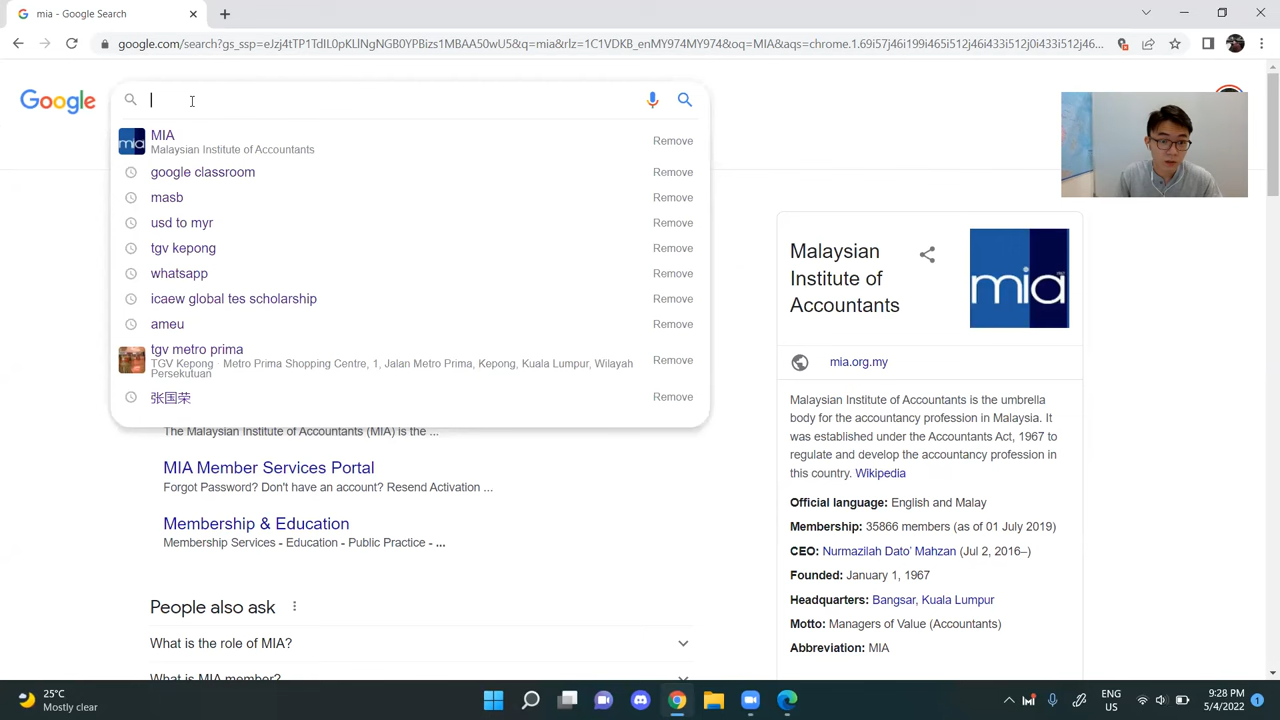 mia - Google Search
google.com/search?gs_ssp=eJzj4tTP1TdIL0pKLlNgNGB0YPBizs1MBAA50wU5&q=mia&rlz=1C1VDKB_enMY974MY974&oq=MIA&aqs=chrome.1.69i57j46i199i465i512j46i433i512j0i433i512j46...
Google
MIA
Malaysian Institute of Accountants
Remove
google classroom
Remove
masb
Remove
usd to myr
Remove
tgv kepong
Remove
whatsapp
Remove
icaew global tes scholarship
Remove
ameu
Remove
tgv metro prima
TGV Kepong · Metro Prima Shopping Centre, 1, Jalan Metro Prima, Kepong, Kuala Lumpur, Wilayah
Persekutuan
Remove
张国荣
Remove
The Malaysian Institute of Accountants (MIA) is the ...
MIA Member Services Portal
Forgot Password? Don't have an account? Resend Activation ...
Membership & Education
Membership Services - Education - Public Practice - ...
People also ask
What is the role of MIA?
What is MIA member?
Malaysian
Institute of
Accountants
mia
mia.org.my
Malaysian Institute of Accountants is the umbrella
body for the accountancy profession in Malaysia. It
was established under the Accountants Act, 1967 to
regulate and develop the accountancy profession in
this country. Wikipedia
Official language: English and Malay
Membership: 35866 members (as of 01 July 2019)
CEO: Nurmazilah Dato' Mahzan (Jul 2, 2016–)
Founded: January 1, 1967
Headquarters: Bangsar, Kuala Lumpur
Motto: Managers of Value (Accountants)
Abbreviation: MIA
25°C
Mostly clear
ENG
US
9:28 PM
5/4/2022